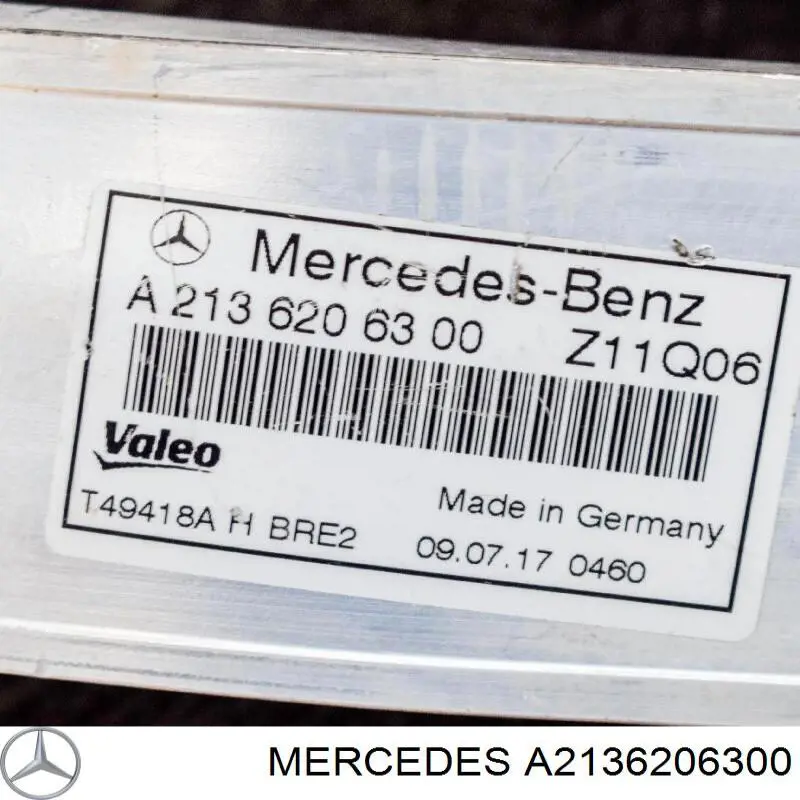 Mercedes-Benz
A 213 620 63 00 Z11Q06
Valeo
Made in Germany
T49418A H BRE2 09.07.17 0460
MERCEDES A2136206300